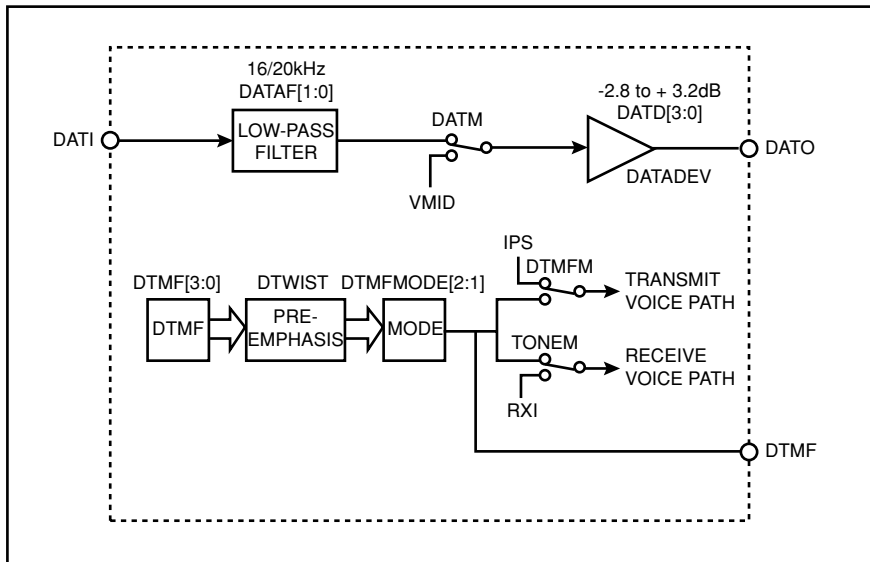 16/20kHz
DATAF[1:0]
-2.8 to + 3.2dB
DATD[3:0]
DATI
LOW-PASS
FILTER
DATM
DATO
VMID
DATADEV
IPS
DTMF[3:0]
DTWIST
DTMFMODE[2:1]
DTMFM
TRANSMIT
VOICE PATH
DTMF
PRE-
EMPHASIS
MODE
TONEM
RECEIVE
VOICE PATH
RXI
DTMF